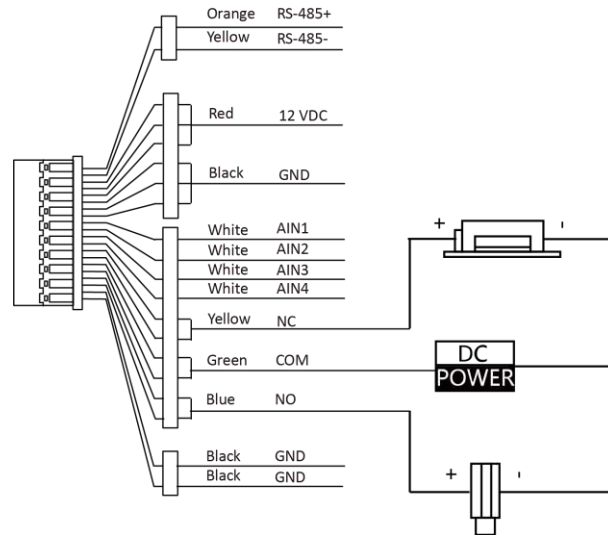 Orange RS-485+
Yellow RS-485-
Red 12 VDC
Black GND
White AIN1
White AIN2
White AIN3
White AIN4
Yellow NC
Green COM
Blue NO
Black GND
Black GND
+ -
DC
POWER
+ -